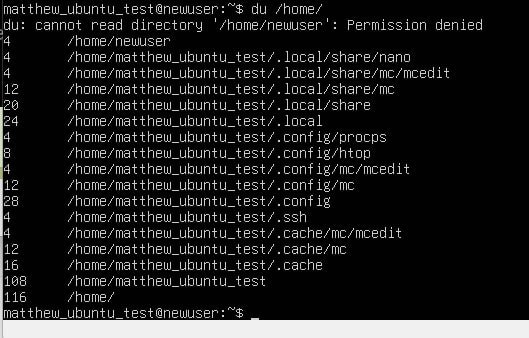 matthew_ubuntu_test@newuser:~$ du /home/
du: cannot read directory '/home/newuser': Permission denied
4 /home/newuser
4 /home/matthew_ubuntu_test/.local/share/nano
4 /home/matthew_ubuntu_test/.local/share/mc/mcedit
12 /home/matthew_ubuntu_test/.local/share/mc
20 /home/matthew_ubuntu_test/.local/share
24 /home/matthew_ubuntu_test/.local
4 /home/matthew_ubuntu_test/.config/procps
8 /home/matthew_ubuntu_test/.config/htop
4 /home/matthew_ubuntu_test/.config/mc/mcedit
12 /home/matthew_ubuntu_test/.config/mc
28 /home/matthew_ubuntu_test/.config
4 /home/matthew_ubuntu_test/.ssh
4 /home/matthew_ubuntu_test/.cache/mc/mcedit
12 /home/matthew_ubuntu_test/.cache/mc
16 /home/matthew_ubuntu_test/.cache
108 /home/matthew_ubuntu_test
116 /home/
matthew_ubuntu_test@newuser:~$ _